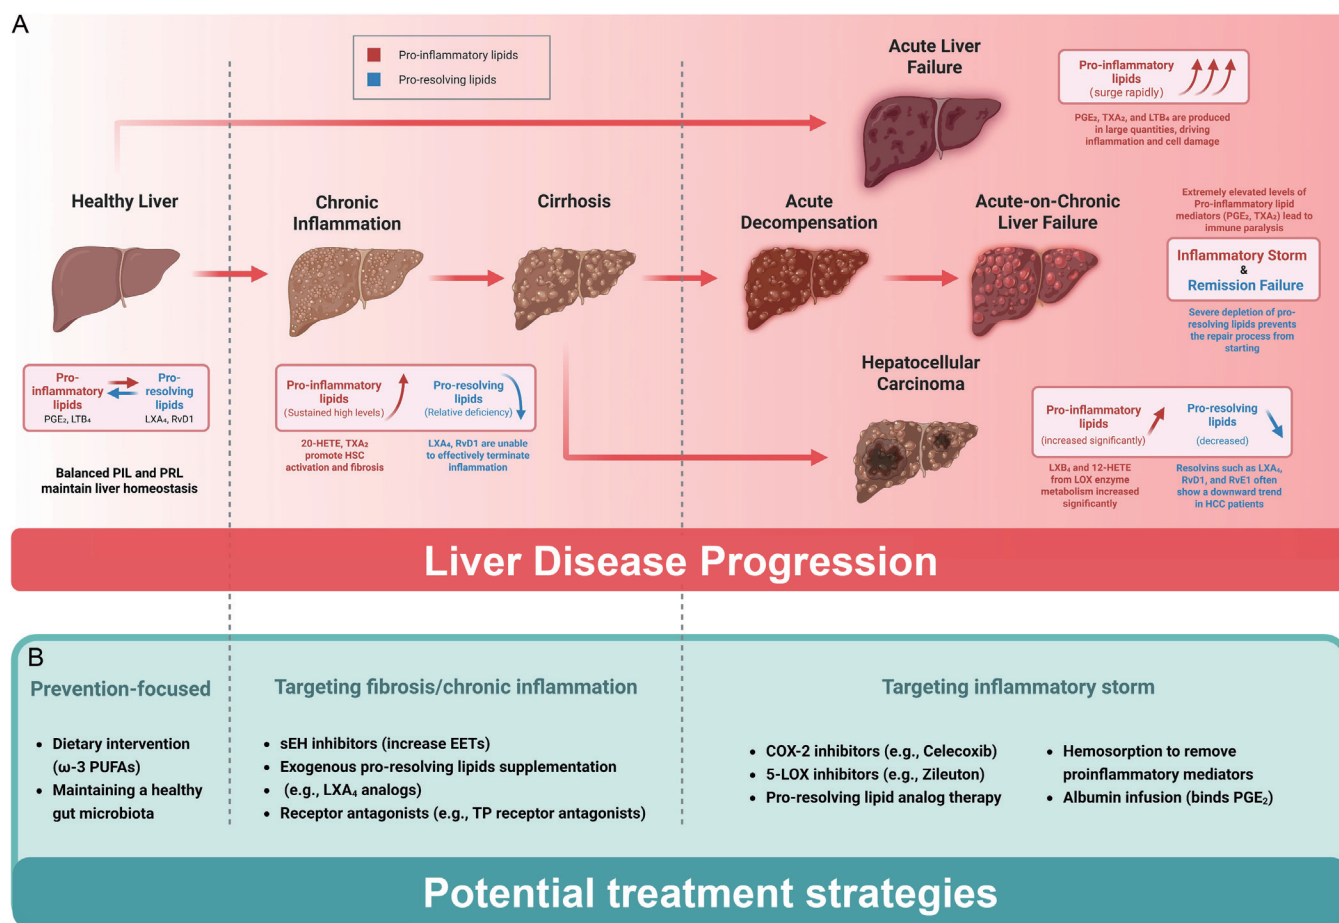 A
Pro-inflammatory lipids
Pro-resolving lipids
Acute Liver
Failure
Pro-inflammatory
lipids
(surge rapidly)
PGE₂, TXA₂, and LTB₄ are produced
in large quantities, driving
inflammation and cell damage
Healthy Liver
Chronic
Inflammation
Cirrhosis
Acute
Decompensation
Acute-on-Chronic
Liver Failure
Extremely elevated levels of
Pro-inflammatory lipid
mediators (PGE₂, TXA₂) lead to
immune paralysis
Inflammatory Storm
&
Remission Failure
Severe depletion of pro-
resolving lipids prevents
the repair process from
starting
Pro-
inflammatory
lipids
PGE₂, LTB₄
Pro-
resolving
lipids
LXA₄, RvD1
Balanced PIL and PRL
maintain liver homeostasis
Pro-inflammatory
lipids
(Sustained high levels)
Pro-resolving
lipids
(Relative deficiency)
20-HETE, TXA₂
promote HSC
activation and fibrosis
LXA₄, RvD1 are unable
to effectively terminate
inflammation
Hepatocellular
Carcinoma
Pro-inflammatory
lipids
(increased significantly)
Pro-resolving
lipids
(decreased)
LXB₄ and 12-HETE
from LOX enzyme
metabolism increased
significantly
Resolvins such as LXA₄,
RvD1, and RvE1 often
show a downward trend
in HCC patients
Liver Disease Progression
B
Prevention-focused
• Dietary intervention
(ω-3 PUFAs)
• Maintaining a healthy
gut microbiota
Targeting fibrosis/chronic inflammation
• sEH inhibitors (increase EETs)
• Exogenous pro-resolving lipids supplementation
• (e.g., LXA₄ analogs)
• Receptor antagonists (e.g., TP receptor antagonists)
Targeting inflammatory storm
• COX-2 inhibitors (e.g., Celecoxib)
• 5-LOX inhibitors (e.g., Zileuton)
• Pro-resolving lipid analog therapy
• Hemosorption to remove
proinflammatory mediators
• Albumin infusion (binds PGE₂)
Potential treatment strategies